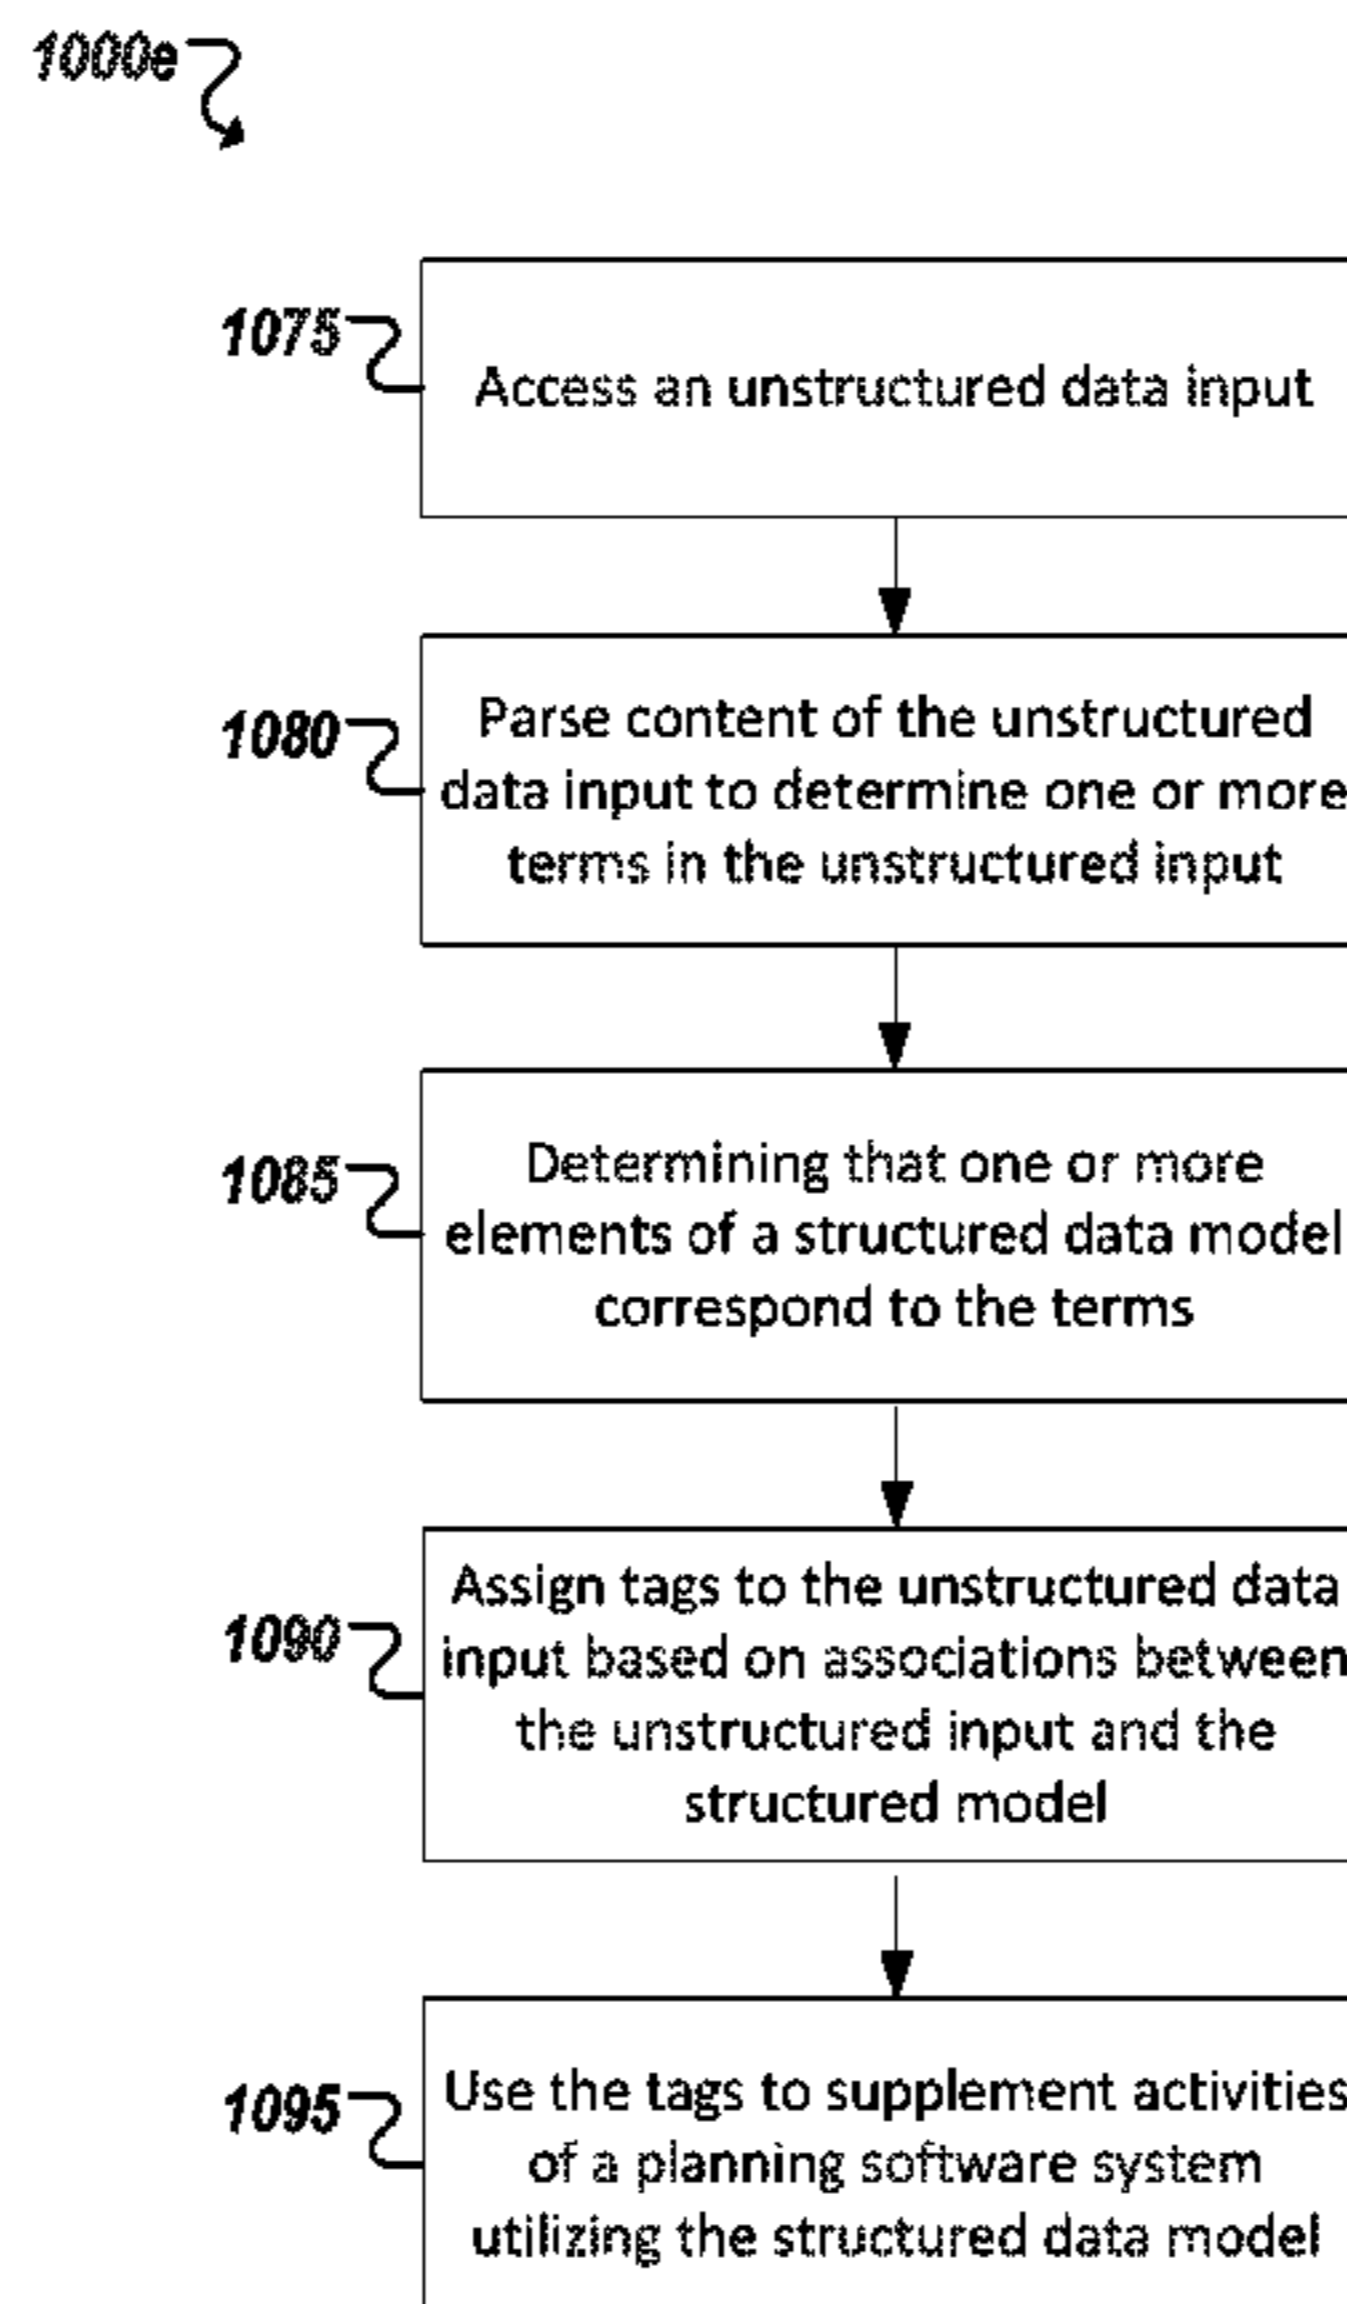 1000e
1075
Access an unstructured data input
1080
Parse content of the unstructured
data input to determine one or more
terms in the unstructured input
1085
Determining that one or more
elements of a structured data model
correspond to the terms
1090
Assign tags to the unstructured data
input based on associations between
the unstructured input and the
structured model
1095
Use the tags to supplement activities
of a planning software system
utilizing the structured data model